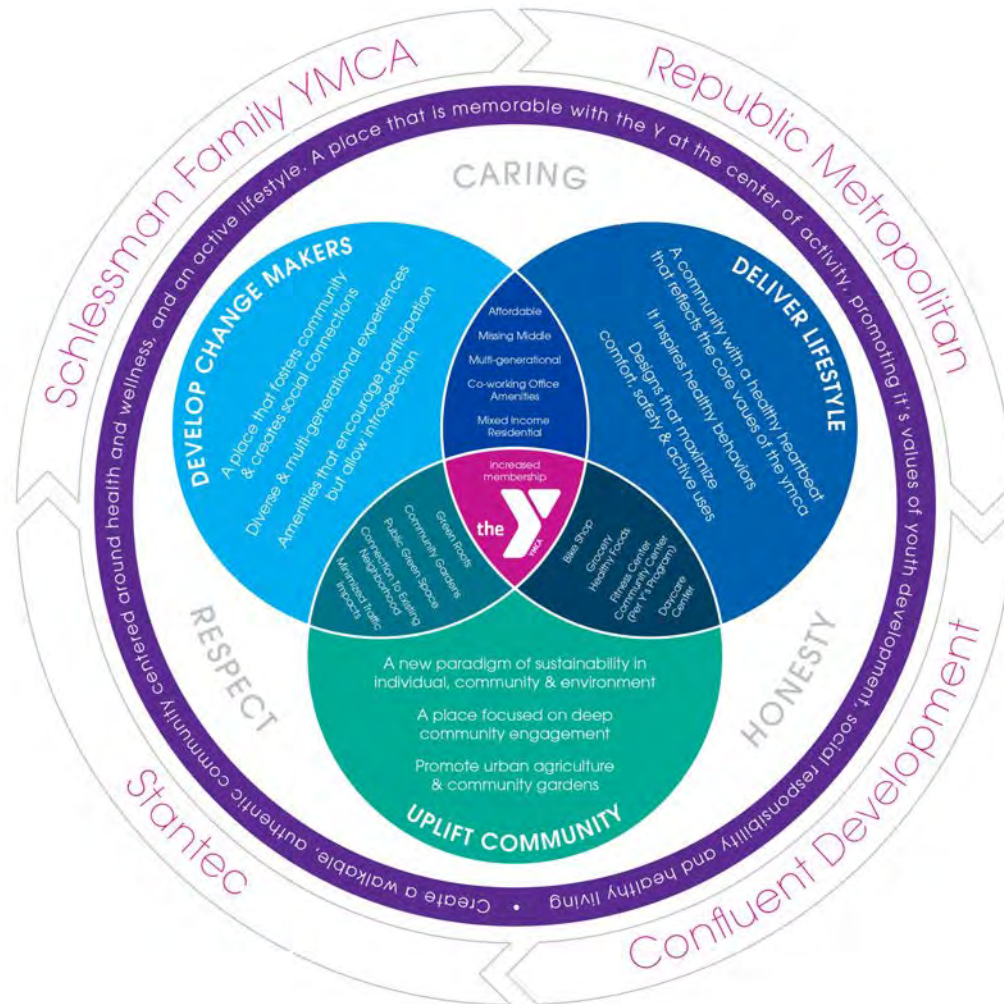 Schlessman Family YMCA
Republic Metropolitan
Confluent Development
Stantec
Create a walkable, authentic community centered around health and wellness, and an active lifestyle. A place that is memorable with the Y at the center of activity, promoting it's values of youth development, social responsibility and healthy living •
CARING
HONESTY
RESPECT
DEVELOP CHANGE MAKERS
A place that fosters community
& creates social connections
Diverse & multi-generational experiences
Amenities that encourage participation
but allow introspection
DELIVER LIFESTYLE
A community with a healthy heartbeat
that reflects the core vaues of the ymca
It inspires healthy behaviors
Designs that maximize
comfort, safety & active uses
Affordable
Missing Middle
Multi-generational
Co-working Office
Amenities
Mixed Income
Residential
increased
membership
the
YMCA
Green Roofs
Community Gardens
Public Green Space
Connection To Existing
Neighborhood
Minimized Traffic
Impacts
Bike Shop
Grocery
Healthy Foods
Fitness Center
Community Center
(Per Y's Program)
Daycare
Center
A new paradigm of sustainability in
individual, community & environment
A place focused on deep
community engagement
Promote urban agriculture
& community gardens
UPLIFT COMMUNITY